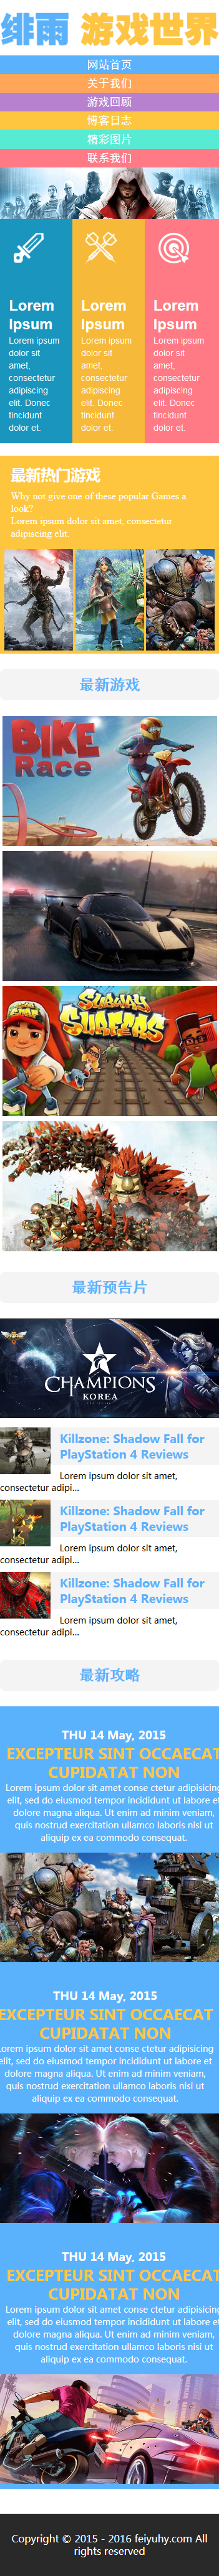 绯雨 游戏世界
网站首页
关于我们
游戏回顾
博客日志
精彩图片
联系我们
Lorem
Ipsum
Lorem ipsum
dolor sit
amet,
consectetur
adipiscing
elit. Donec
tincidunt
dolor et.
Lorem
Ipsum
Lorem ipsum
dolor sit
amet,
consectetur
adipiscing
elit. Donec
tincidunt
dolor et.
Lorem
Ipsum
Lorem ipsum
dolor sit
amet,
consectetur
adipiscing
elit. Donec
tincidunt
dolor et.
最新热门游戏
Why not give one of these popular Games a
look?
Lorem ipsum dolor sit amet, consectetur
adipiscing elit.
最新游戏
BIKE
Race
SUBWAY
SURFERS
最新预告片
CHAMPIONS
KOREA
Killzone: Shadow Fall for
PlayStation 4 Reviews
Lorem ipsum dolor sit amet,
consectetur adipi...
Killzone: Shadow Fall for
PlayStation 4 Reviews
Lorem ipsum dolor sit amet,
consectetur adipi...
Killzone: Shadow Fall for
PlayStation 4 Reviews
Lorem ipsum dolor sit amet,
consectetur adipi...
最新攻略
THU 14 May, 2015
EXCEPTEUR SINT OCCAECAT
CUPIDATAT NON
Lorem ipsum dolor sit amet conse ctetur adipisicing
elit, sed do eiusmod tempor incididunt ut labore et
dolore magna aliqua. Ut enim ad minim veniam,
quis nostrud exercitation ullamco laboris nisi ut
aliquip ex ea commodo consequat.
THU 14 May, 2015
EXCEPTEUR SINT OCCAECAT
CUPIDATAT NON
Lorem ipsum dolor sit amet conse ctetur adipisicing
elit, sed do eiusmod tempor incididunt ut labore et
dolore magna aliqua. Ut enim ad minim veniam,
quis nostrud exercitation ullamco laboris nisi ut
aliquip ex ea commodo consequat.
THU 14 May, 2015
EXCEPTEUR SINT OCCAECAT
CUPIDATAT NON
Lorem ipsum dolor sit amet conse ctetur adipisicing
elit, sed do eiusmod tempor incididunt ut labore et
dolore magna aliqua. Ut enim ad minim veniam,
quis nostrud exercitation ullamco laboris nisi ut
aliquip ex ea commodo consequat.
Copyright © 2015 - 2016 feiyuhy.com All
rights reserved